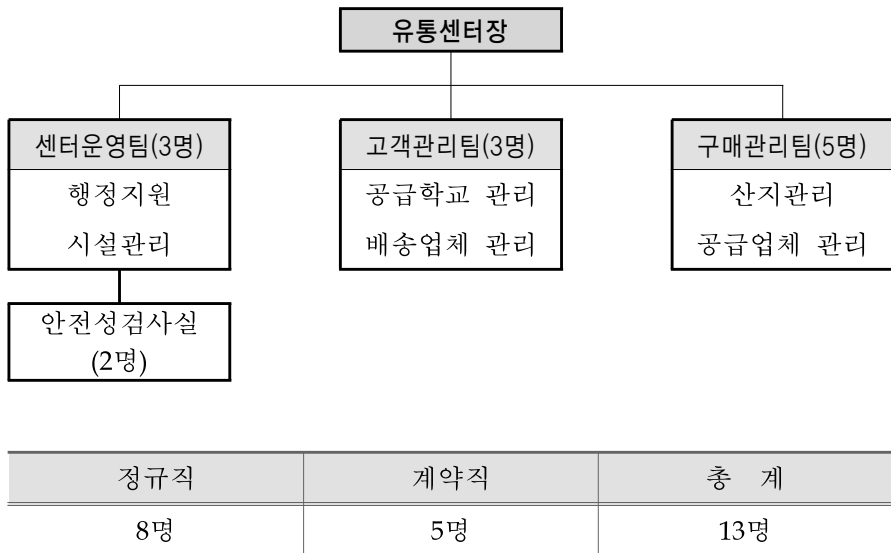 유통센터장
센터운영팀(3명)
행정지원
시설관리
안전성검사실
(2명)
고객관리팀(3명)
공급학교 관리
배송업체 관리
구매관리팀(5명)
산지관리
공급업체 관리
정규직 계약직 총 계
8명 5명 13명